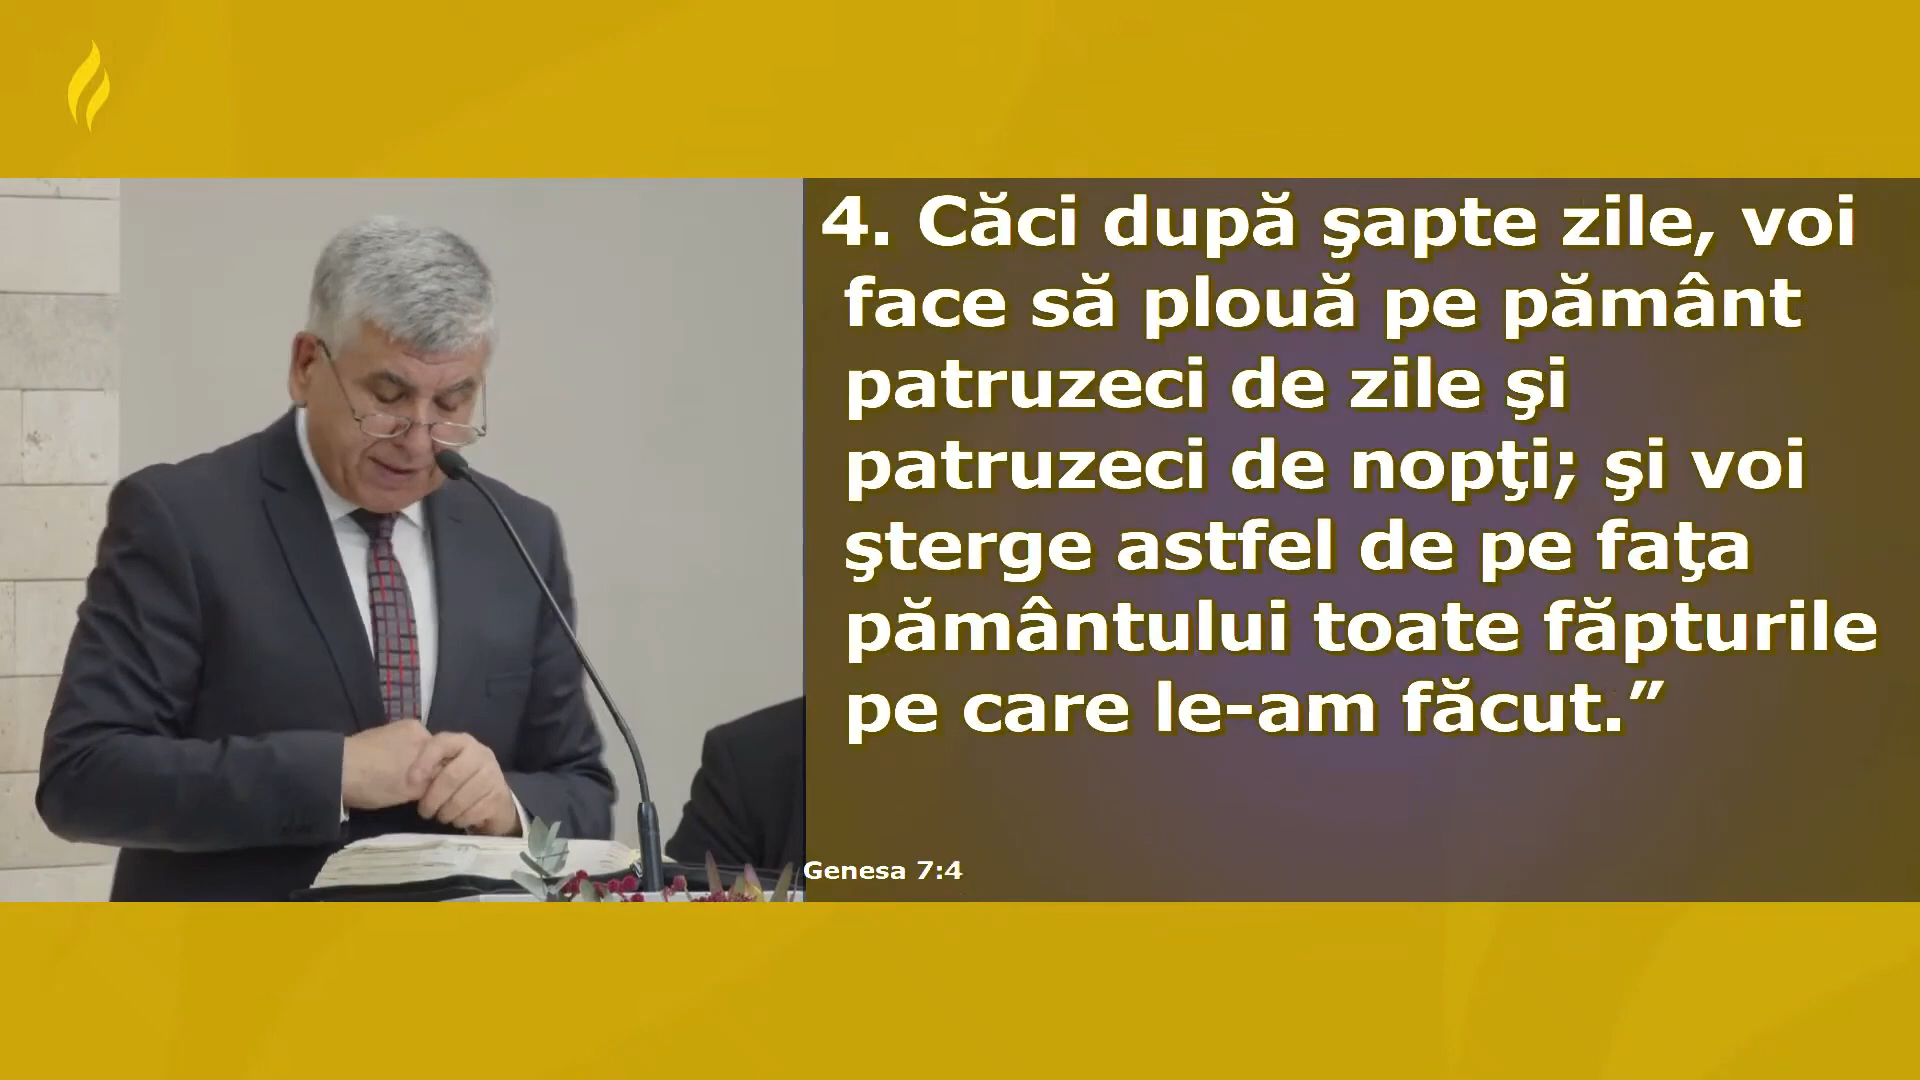 4. Căci după şapte zile, voi
face să plouă pe pământ
patruzeci de zile şi
patruzeci de nopţi; şi voi
şterge astfel de pe faţa
pământului toate făpturile
pe care le-am făcut.”
Genesa 7:4